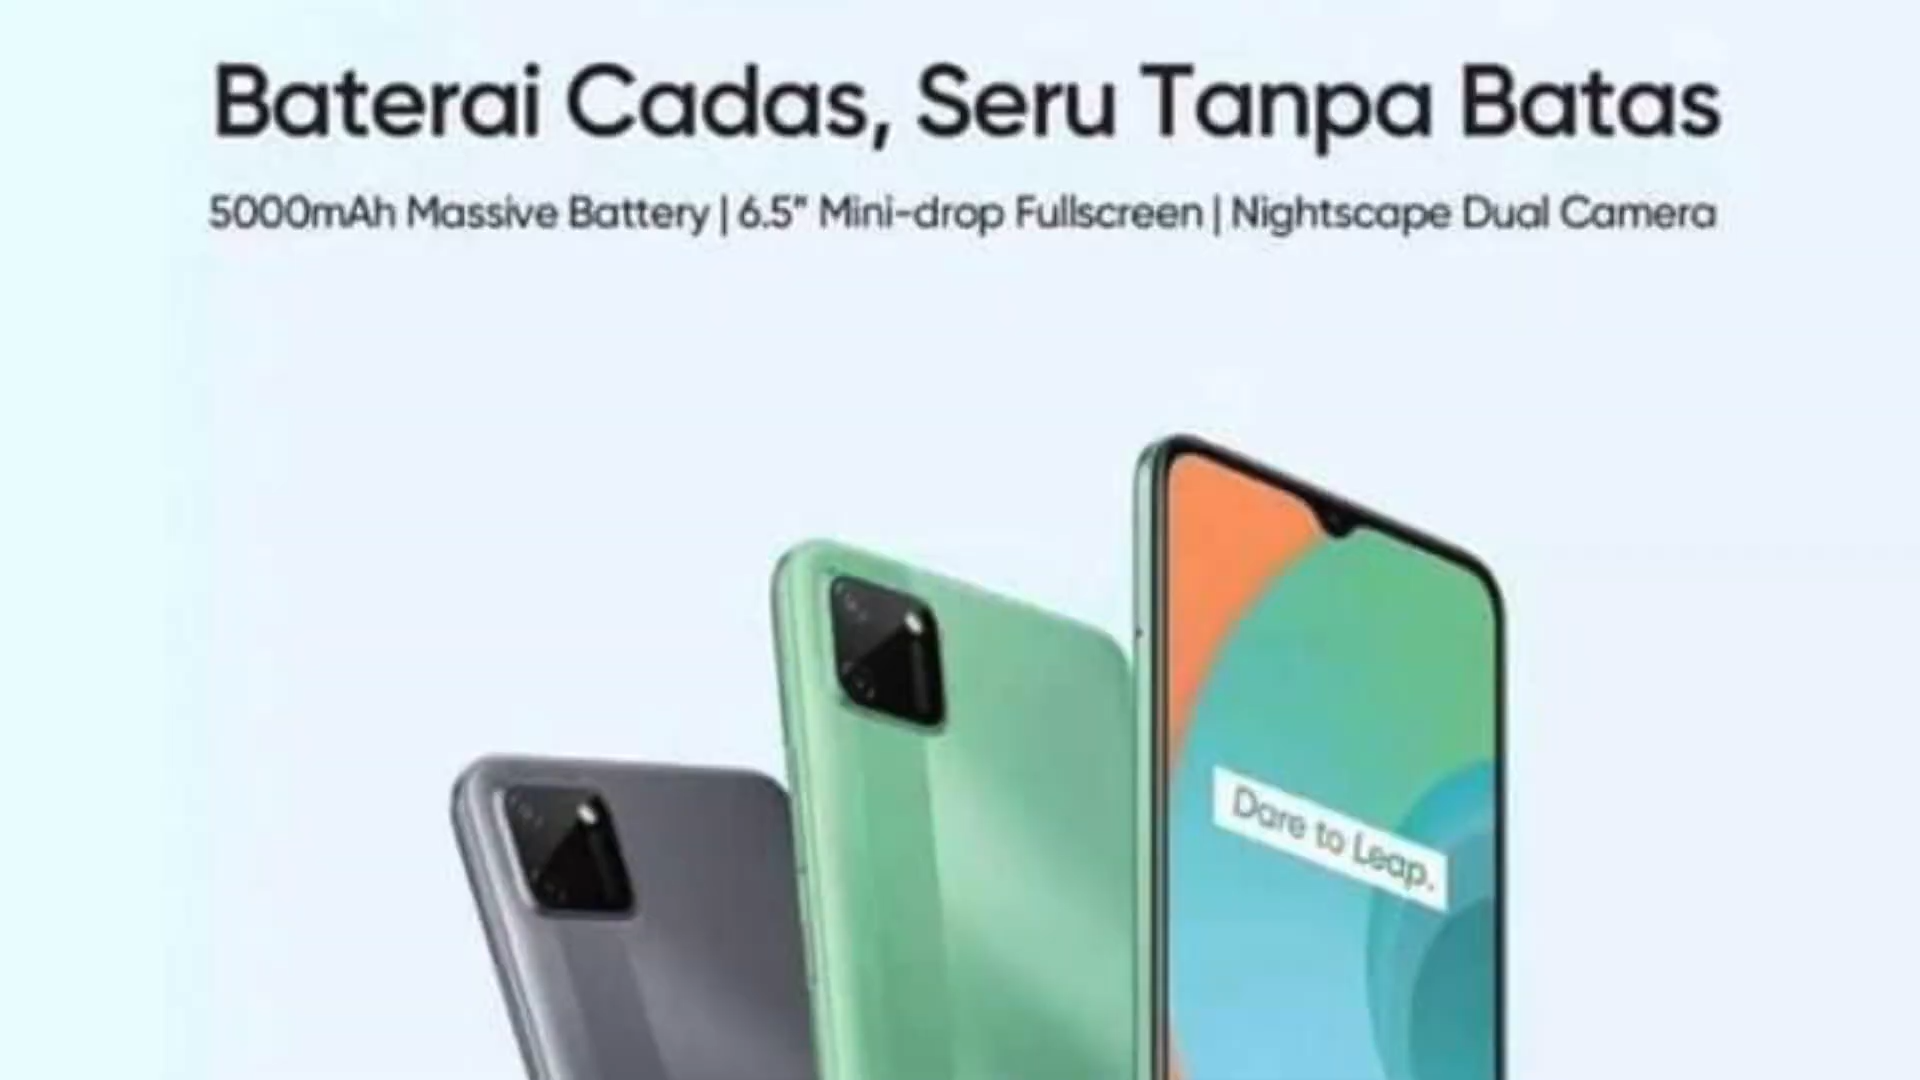 Baterai Cadas, Seru Tanpa Batas
5000mAh Massive Battery | 6.5" Mini-drop Fullscreen | Nightscape Dual Camera
Dare to Leap.